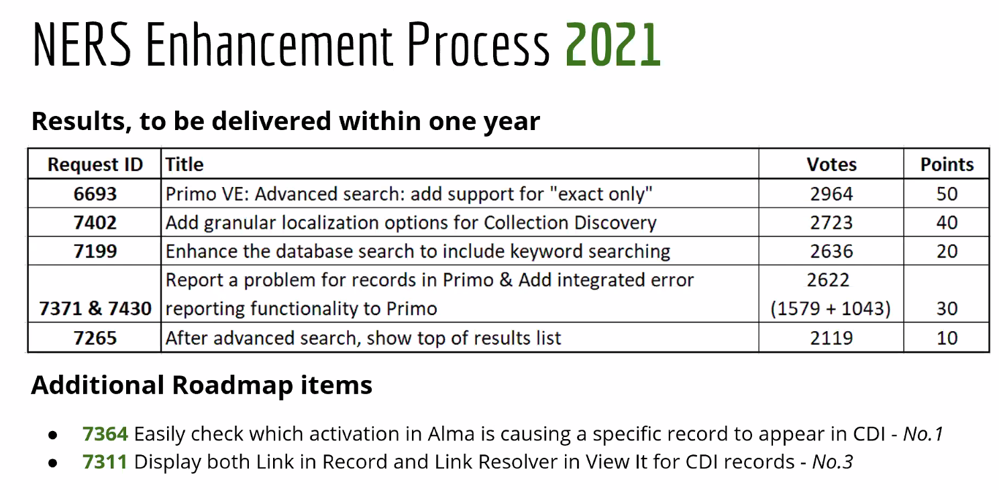 NERS Enhancement Process 2021
Results, to be delivered within one year
Request ID Title Votes Points
6693 Primo VE: Advanced search: add support for "exact only" 2964 50
7402 Add granular localization options for Collection Discovery 2723 40
7199 Enhance the database search to include keyword searching 2636 20
Report a problem for records in Primo & Add integrated error 2622
7371 & 7430 reporting functionality to Primo (1579 + 1043) 30
7265 After advanced search, show top of results list 2119 10
Additional Roadmap items
● 7364 Easily check which activation in Alma is causing a specific record to appear in CDI - No.1
● 7311 Display both Link in Record and Link Resolver in View It for CDI records - No.3